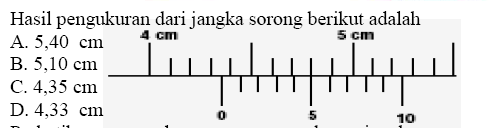 Hasil pengukuran dari jangka sorong berikut adalah
A. 5,40 cm
B. 5,10 cm
C. 4,35 cm
D. 4,33 cm
4 cm 5 cm
0 5 10